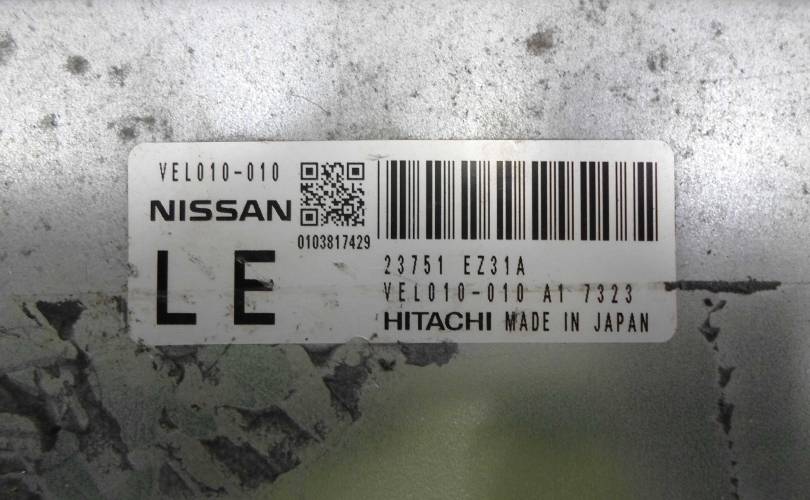 VEL010-010
NISSAN
0103817429
LE
23751 EZ31A
VEL010-010 A1 7323
HITACHI MADE IN JAPAN